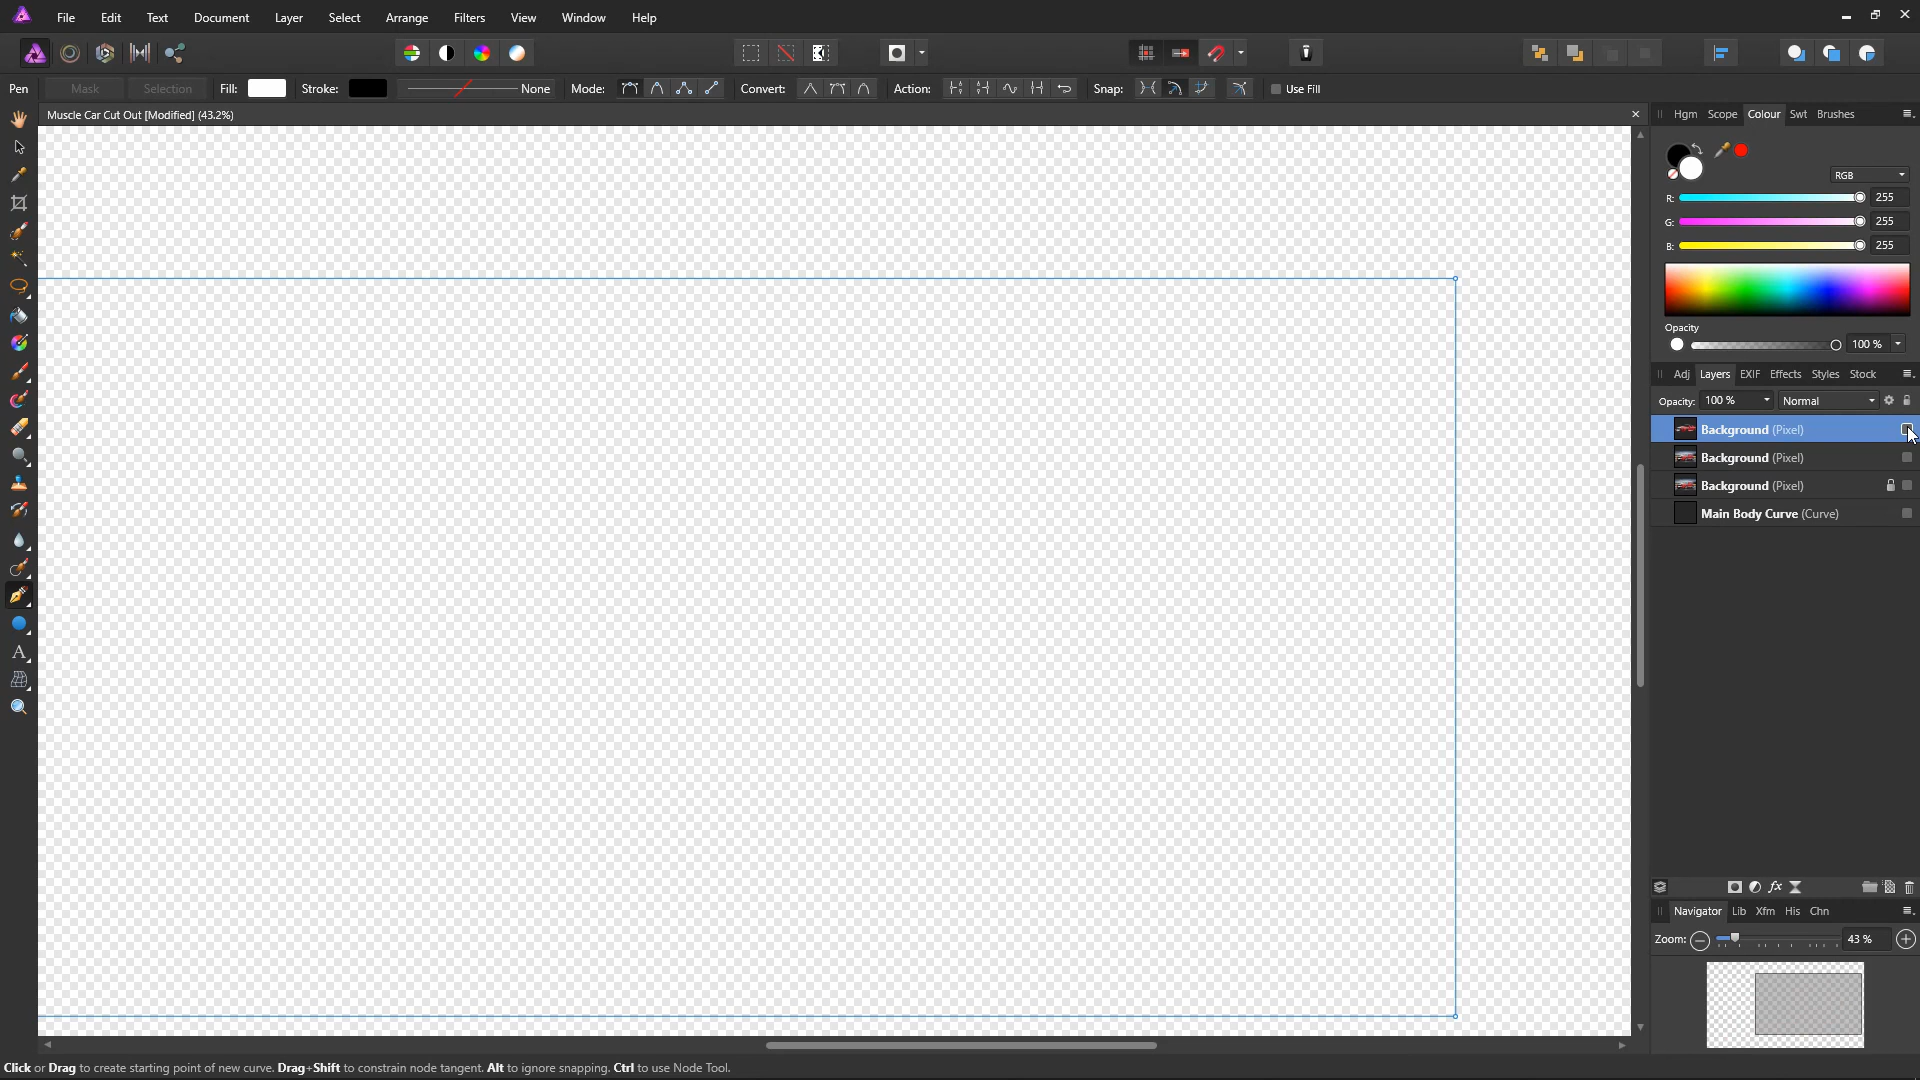 File Edit Text Document Layer Select Arrange Filters View Window Help
Pen Mask Selection Fill: Stroke: None Mode: Convert: Action: Snap: Use Fill
Muscle Car Cut Out [Modified] (43.2%)
Hgm Scope Colour Swt Brushes
RGB
R: 255
G: 255
B: 255
Opacity
100 %
Adj Layers EXIF Effects Styles Stock
Opacity: 100 % Normal
Background (Pixel)
Background (Pixel)
Background (Pixel)
Main Body Curve (Curve)
Navigator Lib Xfm His Chn
Zoom: 43 %
Click or Drag to create starting point of new curve. Drag+Shift to constrain node tangent. Alt to ignore snapping. Ctrl to use Node Tool.